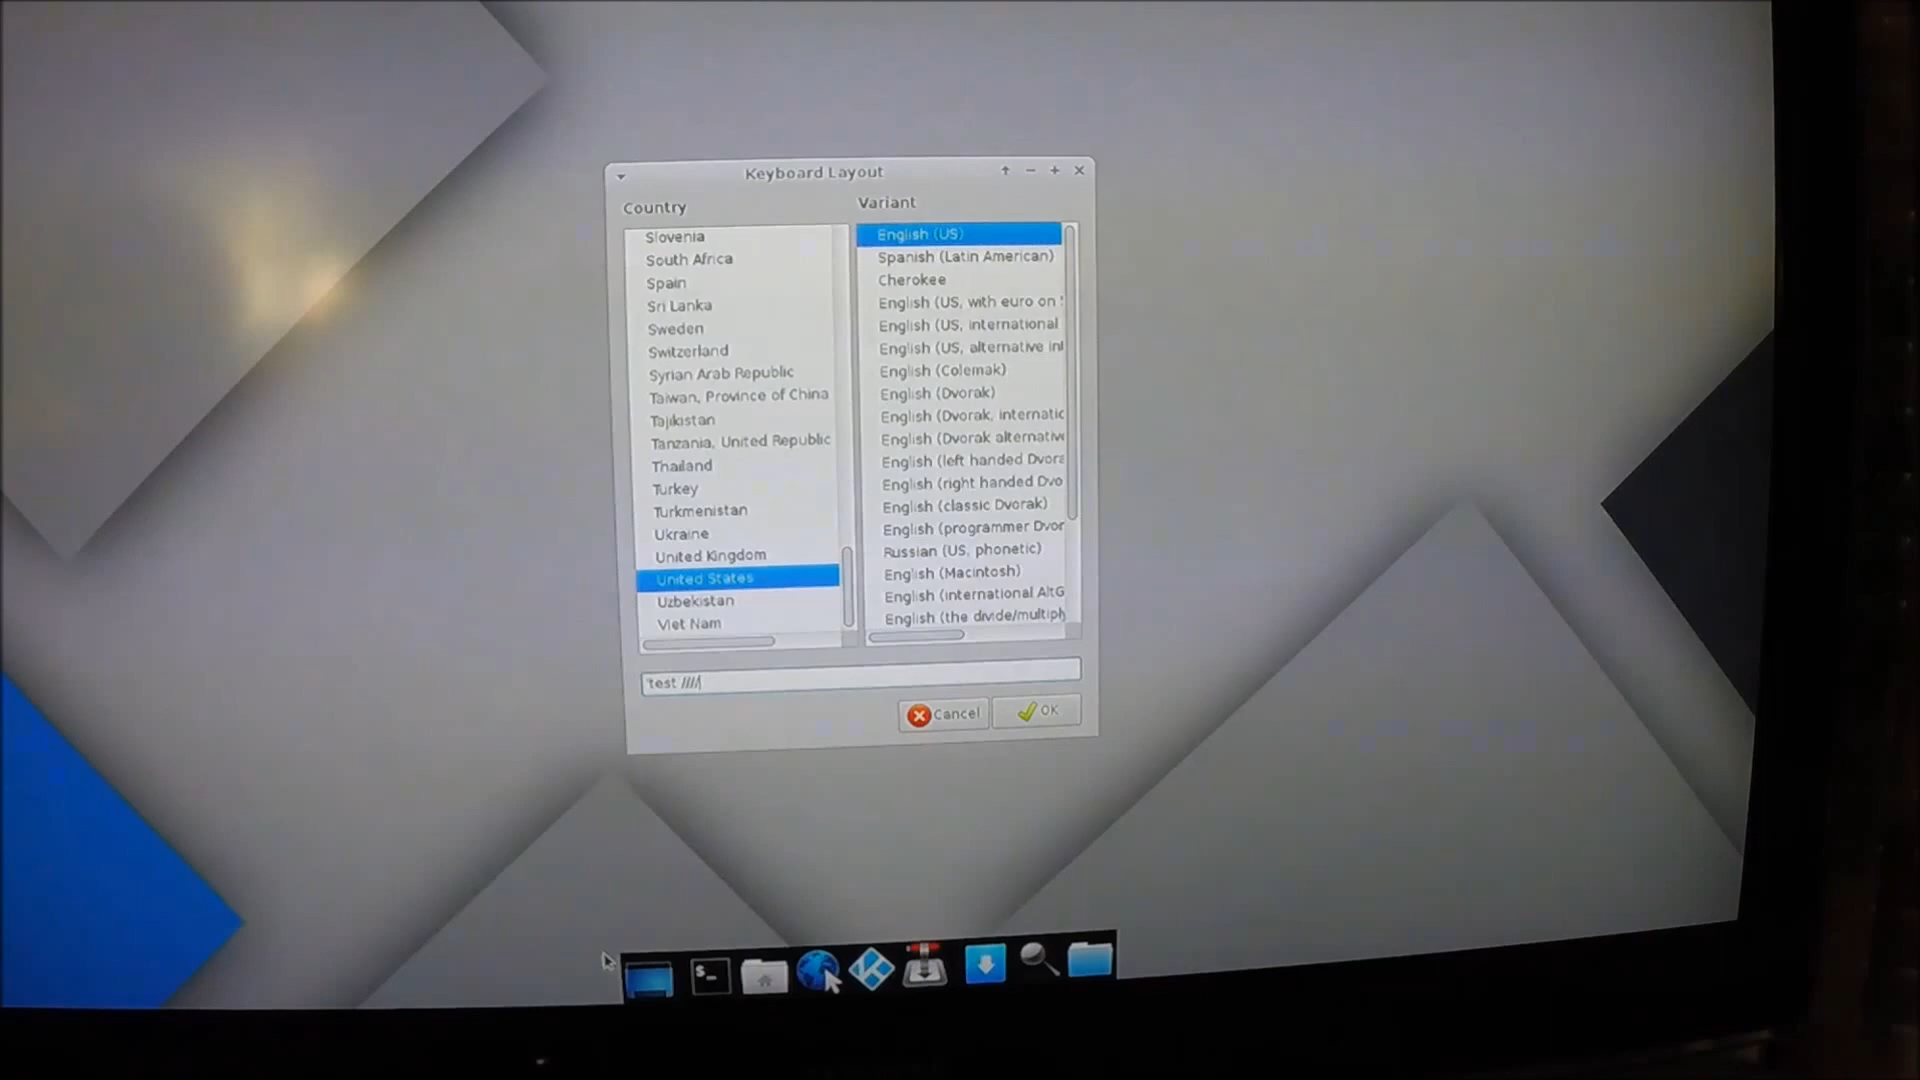 Keyboard Layout
Country
Variant
Slovenia
South Africa
Spain
Sri Lanka
Sweden
Switzerland
Syrian Arab Republic
Taiwan, Province of China
Tajikistan
Tanzania, United Republic
Thailand
Turkey
Turkmenistan
Ukraine
United Kingdom
United States
Uzbekistan
Viet Nam
English (US)
Spanish (Latin American)
Cherokee
English (US, with euro on
English (US, international
English (US, alternative in
English (Colemak)
English (Dvorak)
English (Dvorak, internatic
English (Dvorak alternative
English (left handed Dvora
English (right handed Dvo
English (classic Dvorak)
English (programmer Dvor
Russian (US, phonetic)
English (Macintosh)
English (international AltG
English (the divide/multiph
test ////
Cancel
OK
$_